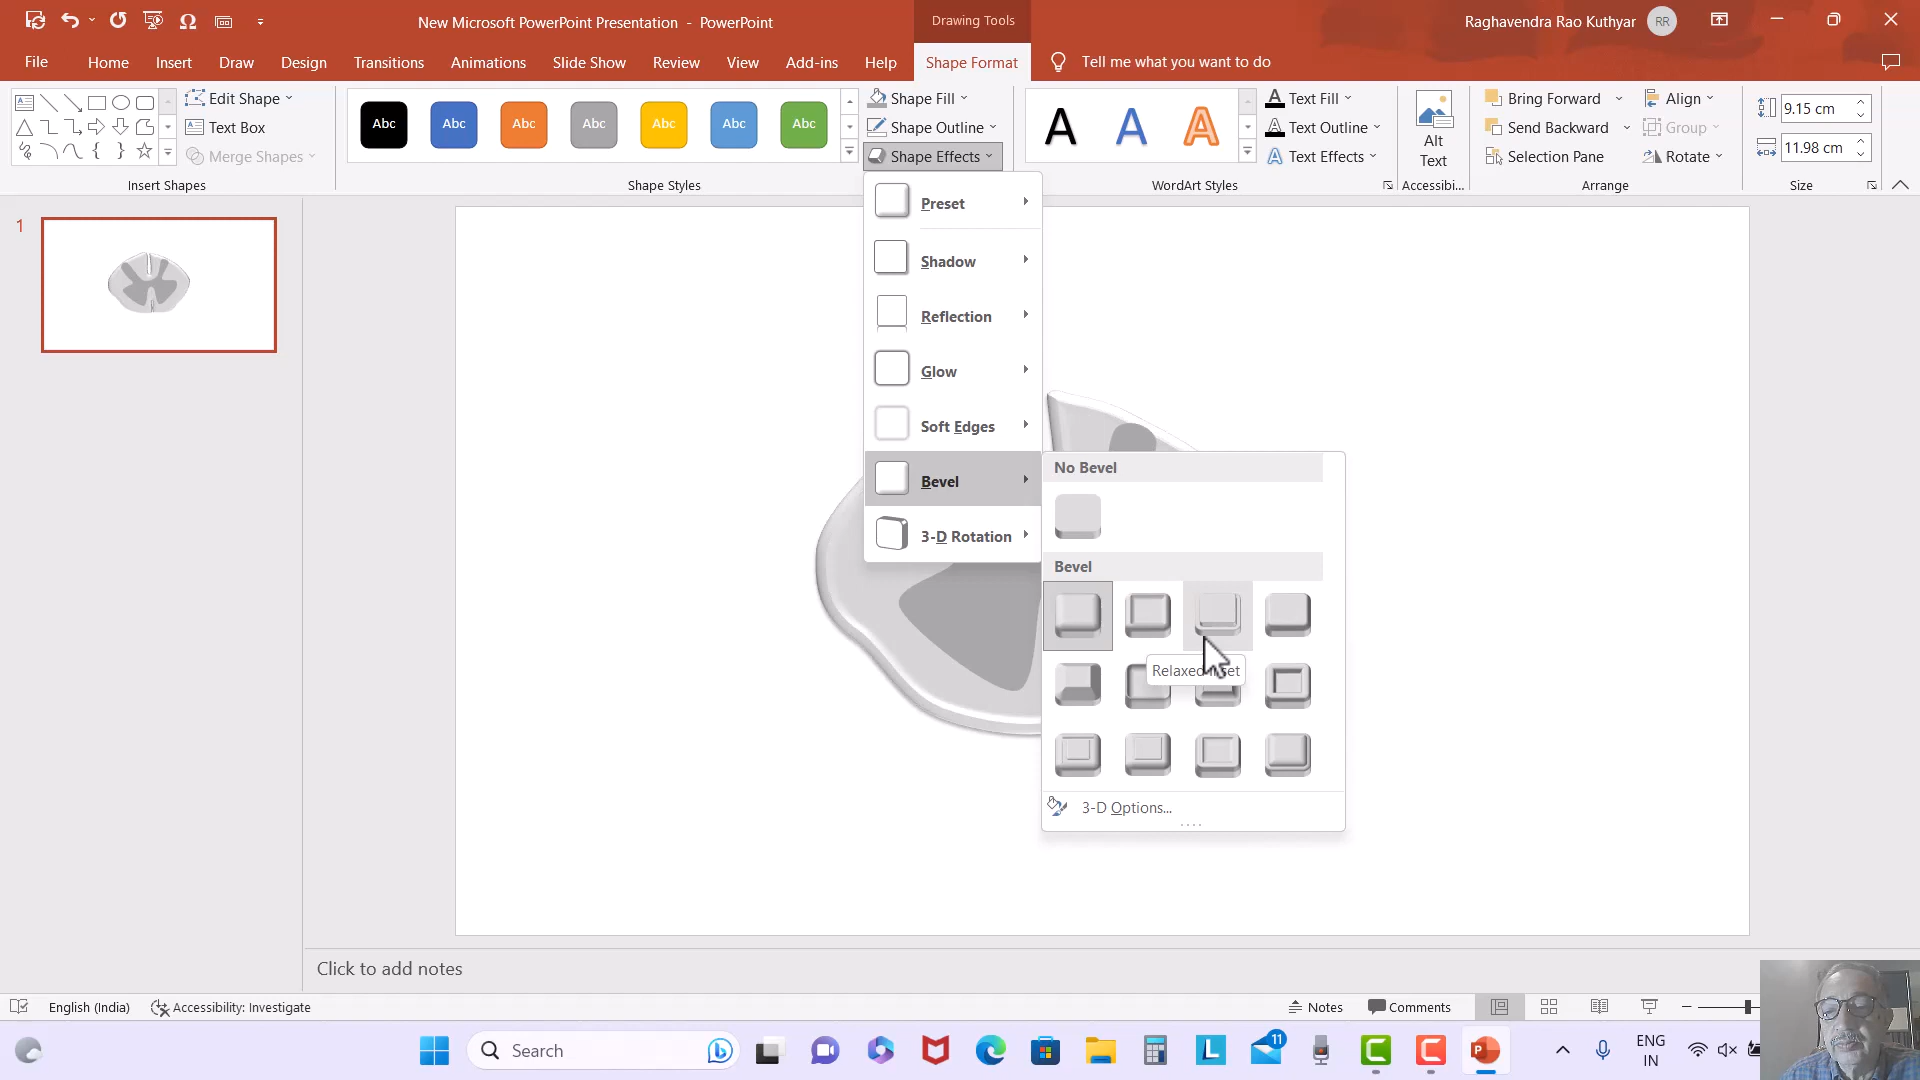 New Microsoft PowerPoint Presentation - PowerPoint
Drawing Tools
Raghavendra Rao Kuthyar RR
File Home Insert Draw Design Transitions Animations Slide Show Review View Add-ins Help Shape Format Tell me what you want to do
Edit Shape
Text Box
Merge Shapes
Insert Shapes
Abc Abc Abc Abc Abc Abc Abc
Shape Styles
Shape Fill
Shape Outline
Shape Effects
A A A
WordArt Styles
Text Fill
Text Outline
Text Effects
Alt
Text
Accessibi...
Bring Forward
Send Backward
Selection Pane
Align
Group
Rotate
Arrange
9.15 cm
11.98 cm
Size
1
Preset
Shadow
Reflection
Glow
Soft Edges
Bevel
3-D Rotation
No Bevel
Bevel
Relaxed Inset
3-D Options...
Click to add notes
English (India) Accessibility: Investigate
Notes Comments
Search
11
ENG
IN